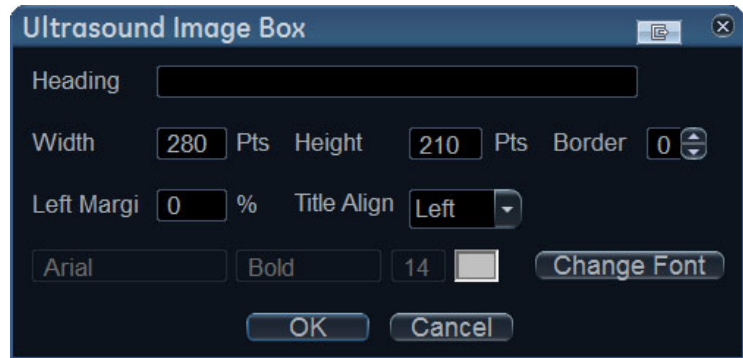 Ultrasound Image Box
Heading
Width 280 Pts Height 210 Pts Border 0
Left Margi 0 % Title Align Left
Arial Bold 14 Change Font
OK Cancel